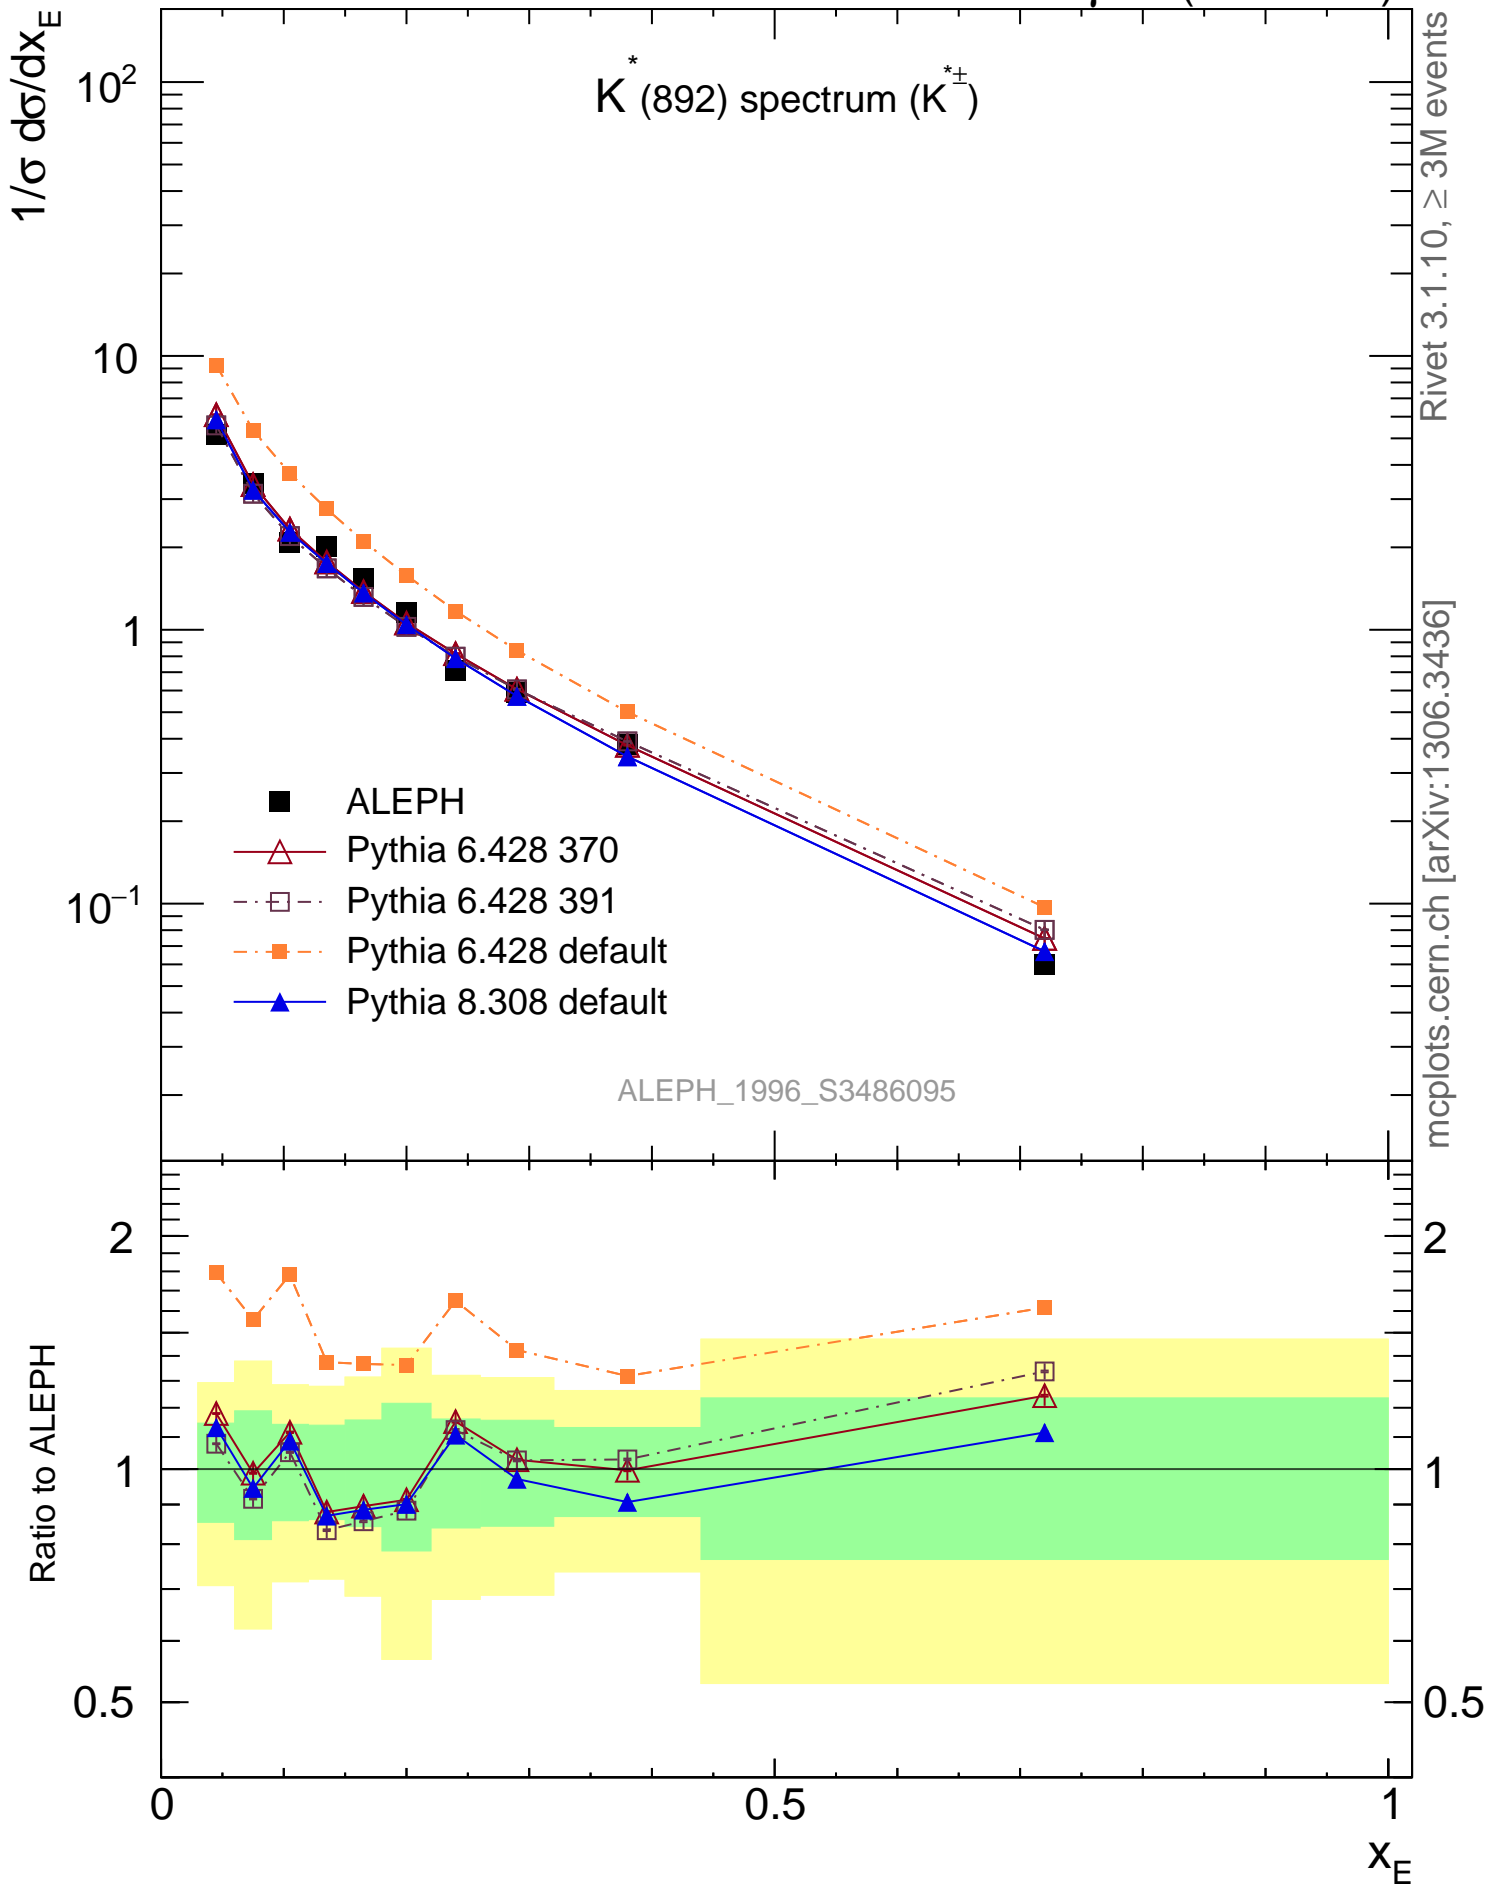 1/σ dσ/dx_E
K*(892) spectrum (K*±)
10²
10
1
10⁻¹
ALEPH
Pythia 6.428 370
Pythia 6.428 391
Pythia 6.428 default
Pythia 8.308 default
ALEPH_1996_S3486095
Rivet 3.1.10, ≥ 3M events
mcplots.cern.ch [arXiv:1306.3436]
Ratio to ALEPH
2
1
0.5
2
1
0.5
0
0.5
1
x_E